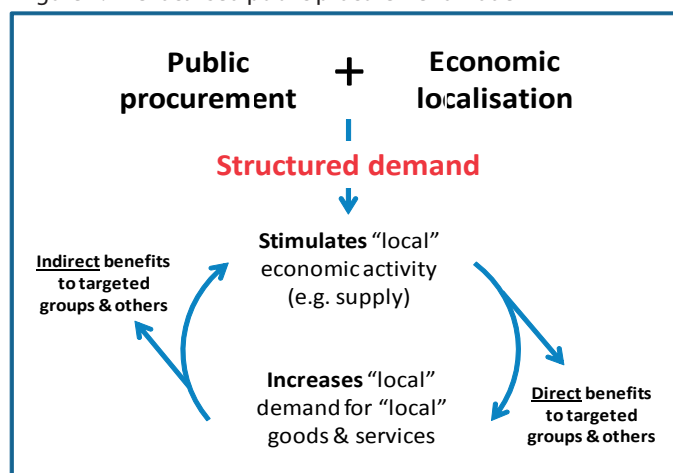 Public + Economic
procurement localisation
Structured demand
Stimulates “local”
economic activity
(e.g. supply)
Indirect benefits
to targeted
groups & others
Increases “local”
demand for “local”
goods & services
Direct benefits
to targeted
groups & others